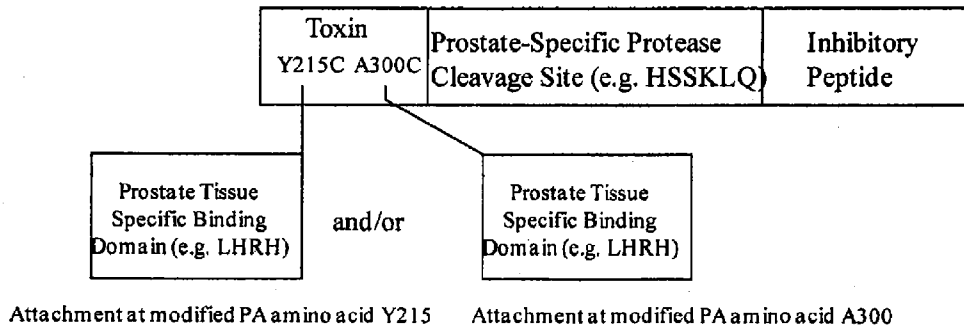 Toxin
Y215C A300C
Prostate-Specific Protease
Cleavage Site (e.g. HSSKLQ)
Inhibitory
Peptide
Prostate Tissue
Specific Binding
Domain (e.g. LHRH)
and/or
Prostate Tissue
Specific Binding
Domain (e.g. LHRH)
Attachment at modified PA amino acid Y215
Attachment at modified PA amino acid A300